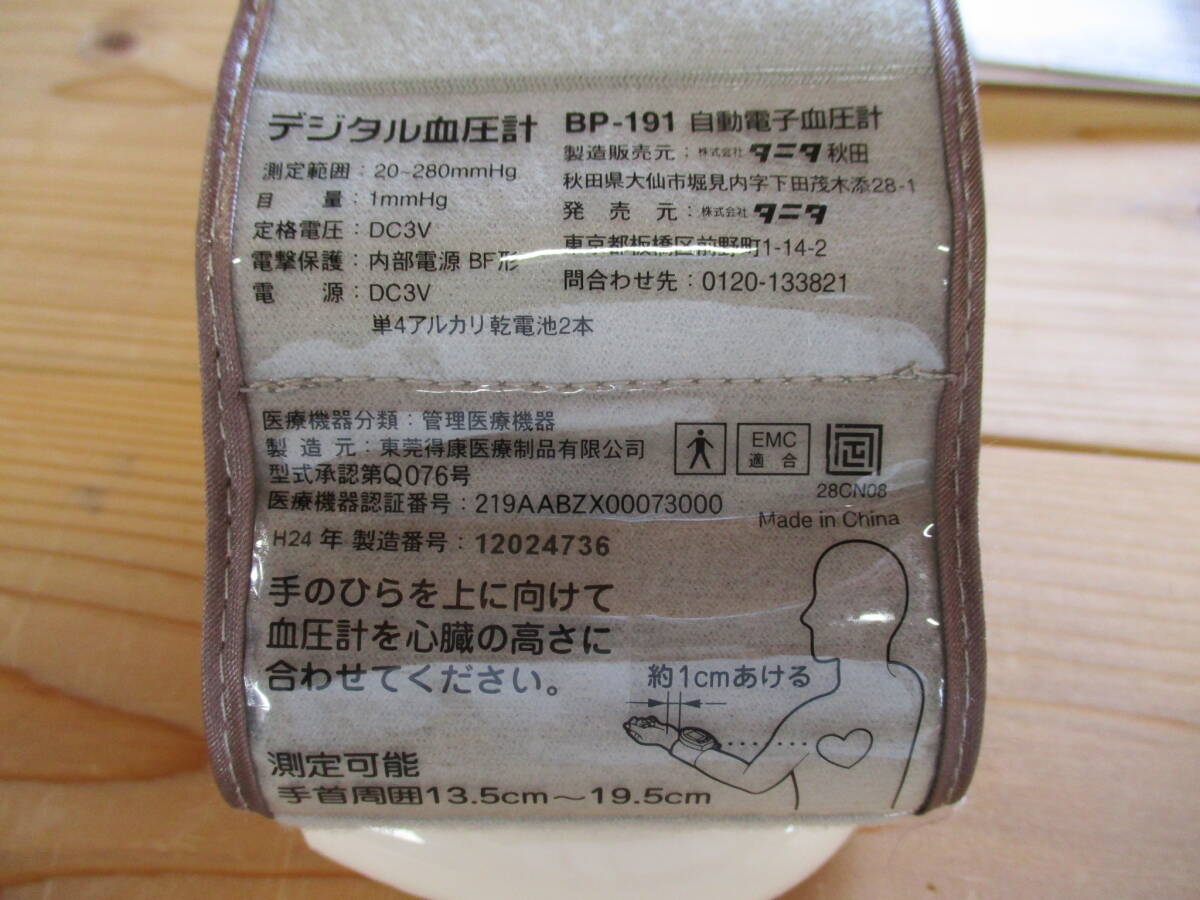 デジタル血圧計
測定範囲：20~280mmHg
目　　量：1mmHg
定格電圧：DC3V
電撃保護：内部電源 BF形
電　　源：DC3V
単4アルカリ乾電池2本
BP-191 自動電子血圧計
製造販売元：株式会社 タニタ 秋田
秋田県大仙市堀見内字下田茂木添28-1
発　売　元：株式会社 タニタ
東京都板橋区前野町1-14-2
問合わせ先：0120-133821
医療機器分類：管理医療機器
製　造　元：東莞得康医療制品有限公司
型式承認第Q076号
医療機器認証番号：219AABZX00073000
H24 年 製造番号：12024736
EMC
適　合
28CN08
Made in China
手のひらを上に向けて
血圧計を心臓の高さに
合わせてください。
約1cmあける
測定可能
手首周囲13.5cm～19.5cm